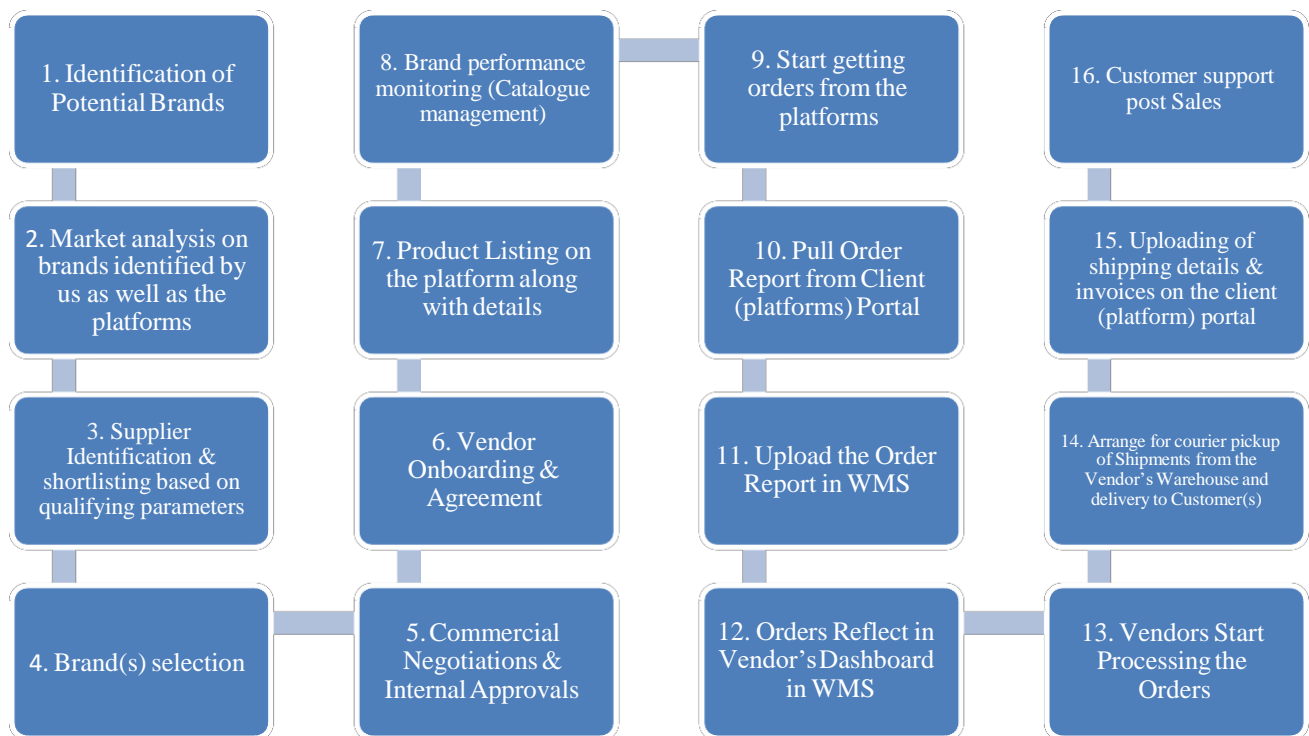 1. Identification of
Potential Brands
2. Market analysis on
brands identified by
us as well as the
platforms
3. Supplier
Identification &
shortlisting based on
qualifying parameters
4. Brand(s) selection
5. Commercial
Negotiations &
Internal Approvals
6. Vendor
Onboarding &
Agreement
7. Product Listing on
the platform along
with details
8. Brand performance
monitoring (Catalogue
management)
9. Start getting
orders from the
platforms
10. Pull Order
Report from Client
(platforms) Portal
11. Upload the Order
Report in WMS
12. Orders Reflect in
Vendor's Dashboard
in WMS
13. Vendors Start
Processing the
Orders
14. Arrange for courier pickup
of Shipments from the
Vendor's Warehouse and
delivery to Customer(s)
15. Uploading of
shipping details &
invoices on the client
(platform) portal
16. Customer support
post Sales